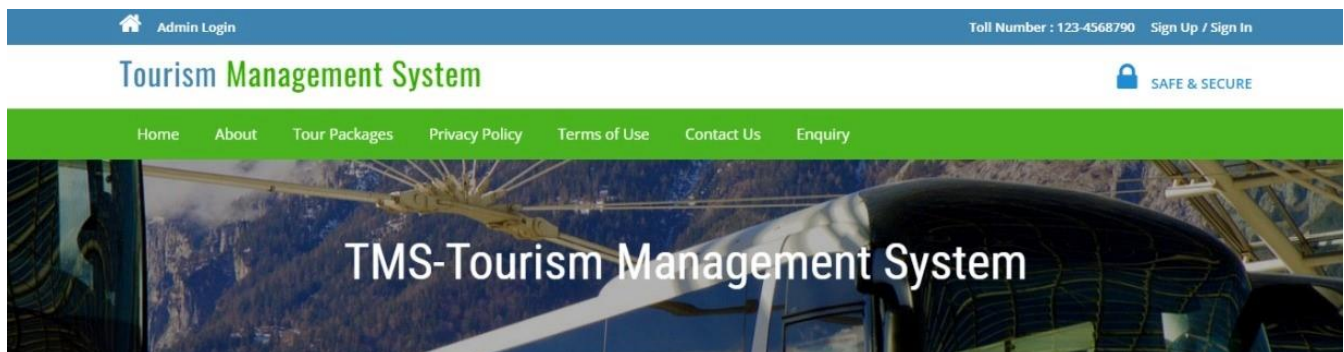 Admin Login Toll Number : 123-4568790 Sign Up / Sign In
Tourism Management System SAFE & SECURE
Home About Tour Packages Privacy Policy Terms of Use Contact Us Enquiry
TMS-Tourism Management System